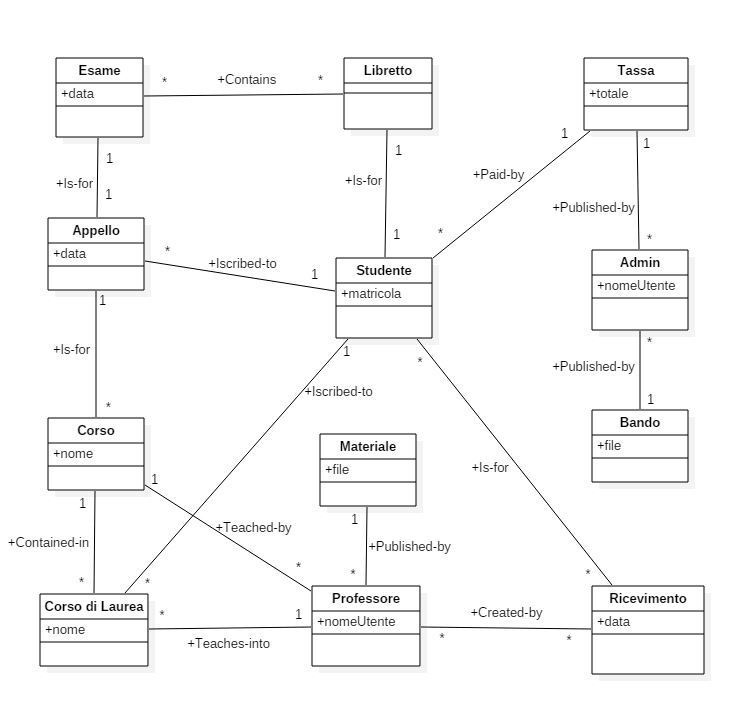 Esame
+data
* +Contains *
Libretto
Tassa
+totale
1
+Is-for
1
1
+Is-for
1
1
+Paid-by
*
1
+Published-by
*
Appello
+data
*
+Iscribed-to
1
Studente
+matricola
Admin
+nomeUtente
1
+Is-for
*
1
+Iscribed-to
*
*
+Is-for
*
*
+Published-by
1
Corso
+nome
Materiale
+file
Bando
+file
1
+Contained-in
*
1
+Teached-by
*
1
+Published-by
*
Corso di Laurea
+nome
*
+Teaches-into
1
Professore
+nomeUtente
*
+Created-by
*
Ricevimento
+data